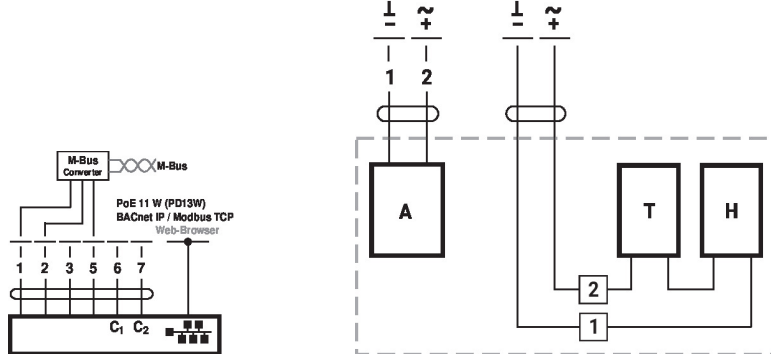 ⊥ ~
- +
⊥ ~
- +
1 2
M-Bus
Converter
M-Bus
PoE 11 W (PD13W)
BACnet IP / Modbus TCP
Web-Browser
1 2 3 5 6 7
C1 C2
A
T
H
2
1